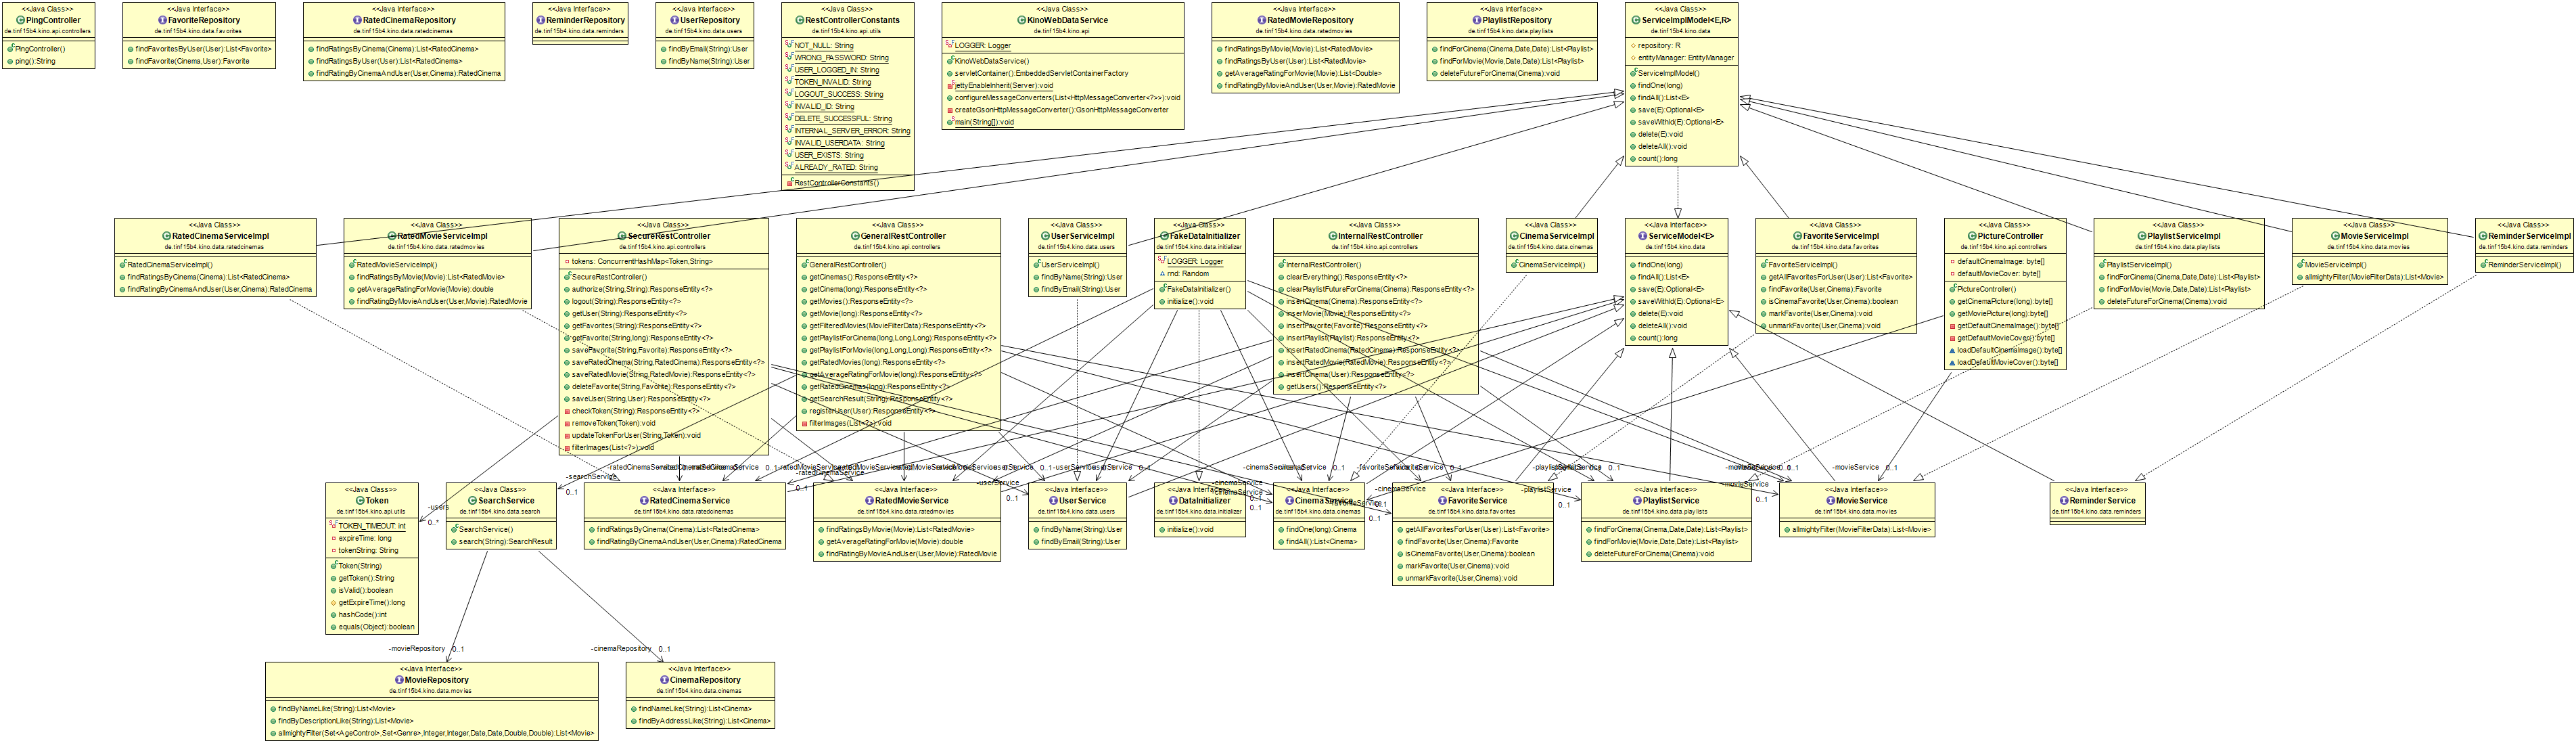 <<Java Class>>
PingController
de.tinf15b4.kino.api.controllers
PingController()
ping():String
<<Java Interface>>
FavoriteRepository
de.tinf15b4.kino.data.favorites
findFavoritesByUser(User):List<Favorite>
findFavorite(Cinema,User):Favorite
<<Java Interface>>
RatedCinemaRepository
de.tinf15b4.kino.data.ratedcinemas
findRatingsByCinema(Cinema):List<RatedCinema>
findRatingsByUser(User):List<RatedCinema>
findRatingByCinemaAndUser(User,Cinema):RatedCinema
<<Java Interface>>
ReminderRepository
de.tinf15b4.kino.data.reminders
<<Java Interface>>
UserRepository
de.tinf15b4.kino.data.users
findByEmail(String):User
findByName(String):User
<<Java Class>>
RestControllerConstants
de.tinf15b4.kino.api.utils
NOT_NULL: String
WRONG_PASSWORD: String
USER_LOGGED_IN: String
TOKEN_INVALID: String
LOGOUT_SUCCESS: String
INVALID_ID: String
DELETE_SUCCESSFUL: String
INTERNAL_SERVER_ERROR: String
INVALID_USERDATA: String
USER_EXISTS: String
ALREADY_RATED: String
RestControllerConstants()
<<Java Class>>
KinoWebDataService
de.tinf15b4.kino.api
LOGGER: Logger
KinoWebDataService()
servletContainer():EmbeddedServletContainerFactory
jettyEnableInherit(Server):void
configureMessageConverters(List<HttpMessageConverter<?>>):void
createGsonHttpMessageConverter():GsonHttpMessageConverter
main(String[]):void
<<Java Interface>>
RatedMovieRepository
de.tinf15b4.kino.data.ratedmovies
findRatingsByMovie(Movie):List<RatedMovie>
findRatingsByUser(User):List<RatedMovie>
getAverageRatingForMovie(Movie):List<Double>
findRatingByMovieAndUser(User,Movie):RatedMovie
<<Java Interface>>
PlaylistRepository
de.tinf15b4.kino.data.playlists
findForCinema(Cinema,Date,Date):List<Playlist>
findForMovie(Movie,Date,Date):List<Playlist>
deleteFutureForCinema(Cinema):void
<<Java Class>>
ServiceImplModel<E,R>
de.tinf15b4.kino.data
repository: R
entityManager: EntityManager
ServiceImplModel()
findOne(long)
findAll():List<E>
save(E):Optional<E>
saveWithId(E):Optional<E>
delete(E):void
deleteAll():void
count():long
<<Java Class>>
RatedCinemaServiceImpl
de.tinf15b4.kino.data.ratedcinemas
RatedCinemaServiceImpl()
findRatingsByCinema(Cinema):List<RatedCinema>
findRatingByCinemaAndUser(User,Cinema):RatedCinema
<<Java Class>>
RatedMovieServiceImpl
de.tinf15b4.kino.data.ratedmovies
RatedMovieServiceImpl()
findRatingsByMovie(Movie):List<RatedMovie>
getAverageRatingForMovie(Movie):double
findRatingByMovieAndUser(User,Movie):RatedMovie
<<Java Class>>
SecureRestController
de.tinf15b4.kino.api.controllers
tokens: ConcurrentHashMap<Token,String>
SecureRestController()
authorize(String,String):ResponseEntity<?>
logout(String):ResponseEntity<?>
getUser(String):ResponseEntity<?>
getFavorites(String):ResponseEntity<?>
getFavorite(String,long):ResponseEntity<?>
saveFavorite(String,Favorite):ResponseEntity<?>
saveRatedCinema(String,RatedCinema):ResponseEntity<?>
saveRatedMovie(String,RatedMovie):ResponseEntity<?>
deleteFavorite(String,Favorite):ResponseEntity<?>
saveUser(String,User):ResponseEntity<?>
checkToken(String):ResponseEntity<?>
removeToken(Token):void
updateTokenForUser(String,Token):void
filterImages(List<?>):void
<<Java Class>>
GeneralRestController
de.tinf15b4.kino.api.controllers
GeneralRestController()
getCinemas():ResponseEntity<?>
getCinema(long):ResponseEntity<?>
getMovies():ResponseEntity<?>
getMovie(long):ResponseEntity<?>
getFilteredMovies(MovieFilterData):ResponseEntity<?>
getPlaylistForCinema(long,Long,Long):ResponseEntity<?>
getPlaylistForMovie(long,Long,Long):ResponseEntity<?>
getRatedMovies(long):ResponseEntity<?>
getAverageRatingForMovie(long):ResponseEntity<?>
getRatedCinemas(long):ResponseEntity<?>
getSearchResult(String):ResponseEntity<?>
registerUser(User):ResponseEntity<?>
filterImages(List<?>):void
<<Java Class>>
UserServiceImpl
de.tinf15b4.kino.data.users
UserServiceImpl()
findByName(String):User
findByEmail(String):User
<<Java Class>>
FakeDataInitializer
de.tinf15b4.kino.data.initializer
LOGGER: Logger
rnd: Random
FakeDataInitializer()
initialize():void
<<Java Class>>
InternalRestController
de.tinf15b4.kino.api.controllers
InternalRestController()
clearEverything():ResponseEntity<?>
clearPlaylistFutureForCinema(Cinema):ResponseEntity<?>
insertCinema(Cinema):ResponseEntity<?>
inserMovie(Movie):ResponseEntity<?>
insertFavorite(Favorite):ResponseEntity<?>
insertPlaylist(Playlist):ResponseEntity<?>
insertRatedCinema(RatedCinema):ResponseEntity<?>
insertRatedMovie(RatedMovie):ResponseEntity<?>
insertCinema(User):ResponseEntity<?>
getUsers():ResponseEntity<?>
<<Java Class>>
CinemaServiceImpl
de.tinf15b4.kino.data.cinemas
CinemaServiceImpl()
<<Java Interface>>
ServiceModel<E>
de.tinf15b4.kino.data
findOne(long)
findAll():List<E>
save(E):Optional<E>
saveWithId(E):Optional<E>
delete(E):void
deleteAll():void
count():long
<<Java Class>>
FavoriteServiceImpl
de.tinf15b4.kino.data.favorites
FavoriteServiceImpl()
getAllFavoritesForUser(User):List<Favorite>
findFavorite(User,Cinema):Favorite
isCinemaFavorite(User,Cinema):boolean
markFavorite(User,Cinema):void
unmarkFavorite(User,Cinema):void
<<Java Class>>
PictureController
de.tinf15b4.kino.api.controllers
defaultCinemaImage: byte[]
defaultMovieCover: byte[]
PictureController()
getCinemaPicture(long):byte[]
getMoviePicture(long):byte[]
getDefaultCinemaImage():byte[]
getDefaultMovieCover():byte[]
loadDefaultCinemaImage():byte[]
loadDefaultMovieCover():byte[]
<<Java Class>>
PlaylistServiceImpl
de.tinf15b4.kino.data.playlists
PlaylistServiceImpl()
findForCinema(Cinema,Date,Date):List<Playlist>
findForMovie(Movie,Date,Date):List<Playlist>
deleteFutureForCinema(Cinema):void
<<Java Class>>
MovieServiceImpl
de.tinf15b4.kino.data.movies
MovieServiceImpl()
allmightyFilter(MovieFilterData):List<Movie>
<<Java Class>>
ReminderServiceImpl
de.tinf15b4.kino.data.reminders
ReminderServiceImpl()
-users
0..*
-searchService
0..1
-ratedCinemaService
0..1
-userService
-cinemaService
-favoriteService
-playlistService
-movieService
0..1
<<Java Class>>
Token
de.tinf15b4.kino.api.utils
TOKEN_TIMEOUT: int
expireTime: long
tokenString: String
Token(String)
getToken():String
isValid():boolean
getExpireTime():long
hashCode():int
equals(Object):boolean
<<Java Class>>
SearchService
de.tinf15b4.kino.data.search
SearchService()
search(String):SearchResult
<<Java Interface>>
RatedCinemaService
de.tinf15b4.kino.data.ratedcinemas
findRatingsByCinema(Cinema):List<RatedCinema>
findRatingByCinemaAndUser(User,Cinema):RatedCinema
<<Java Interface>>
RatedMovieService
de.tinf15b4.kino.data.ratedmovies
findRatingsByMovie(Movie):List<RatedMovie>
getAverageRatingForMovie(Movie):double
findRatingByMovieAndUser(User,Movie):RatedMovie
<<Java Interface>>
UserService
de.tinf15b4.kino.data.users
findByName(String):User
findByEmail(String):User
<<Java Interface>>
DataInitializer
de.tinf15b4.kino.data.initializer
initialize():void
<<Java Interface>>
CinemaService
de.tinf15b4.kino.data.cinemas
findOne(long):Cinema
findAll():List<Cinema>
<<Java Interface>>
FavoriteService
de.tinf15b4.kino.data.favorites
getAllFavoritesForUser(User):List<Favorite>
findFavorite(User,Cinema):Favorite
isCinemaFavorite(User,Cinema):boolean
markFavorite(User,Cinema):void
unmarkFavorite(User,Cinema):void
<<Java Interface>>
PlaylistService
de.tinf15b4.kino.data.playlists
findForCinema(Cinema,Date,Date):List<Playlist>
findForMovie(Movie,Date,Date):List<Playlist>
deleteFutureForCinema(Cinema):void
<<Java Interface>>
MovieService
de.tinf15b4.kino.data.movies
allmightyFilter(MovieFilterData):List<Movie>
<<Java Interface>>
ReminderService
de.tinf15b4.kino.data.reminders
-movieRepository 0..1
-cinemaRepository 0..1
<<Java Interface>>
MovieRepository
de.tinf15b4.kino.data.movies
findByNameLike(String):List<Movie>
findByDescriptionLike(String):List<Movie>
allmightyFilter(Set<AgeControl>,Set<Genre>,Integer,Integer,Date,Date,Double,Double):List<Movie>
<<Java Interface>>
CinemaRepository
de.tinf15b4.kino.data.cinemas
findNameLike(String):List<Cinema>
findByAddressLike(String):List<Cinema>